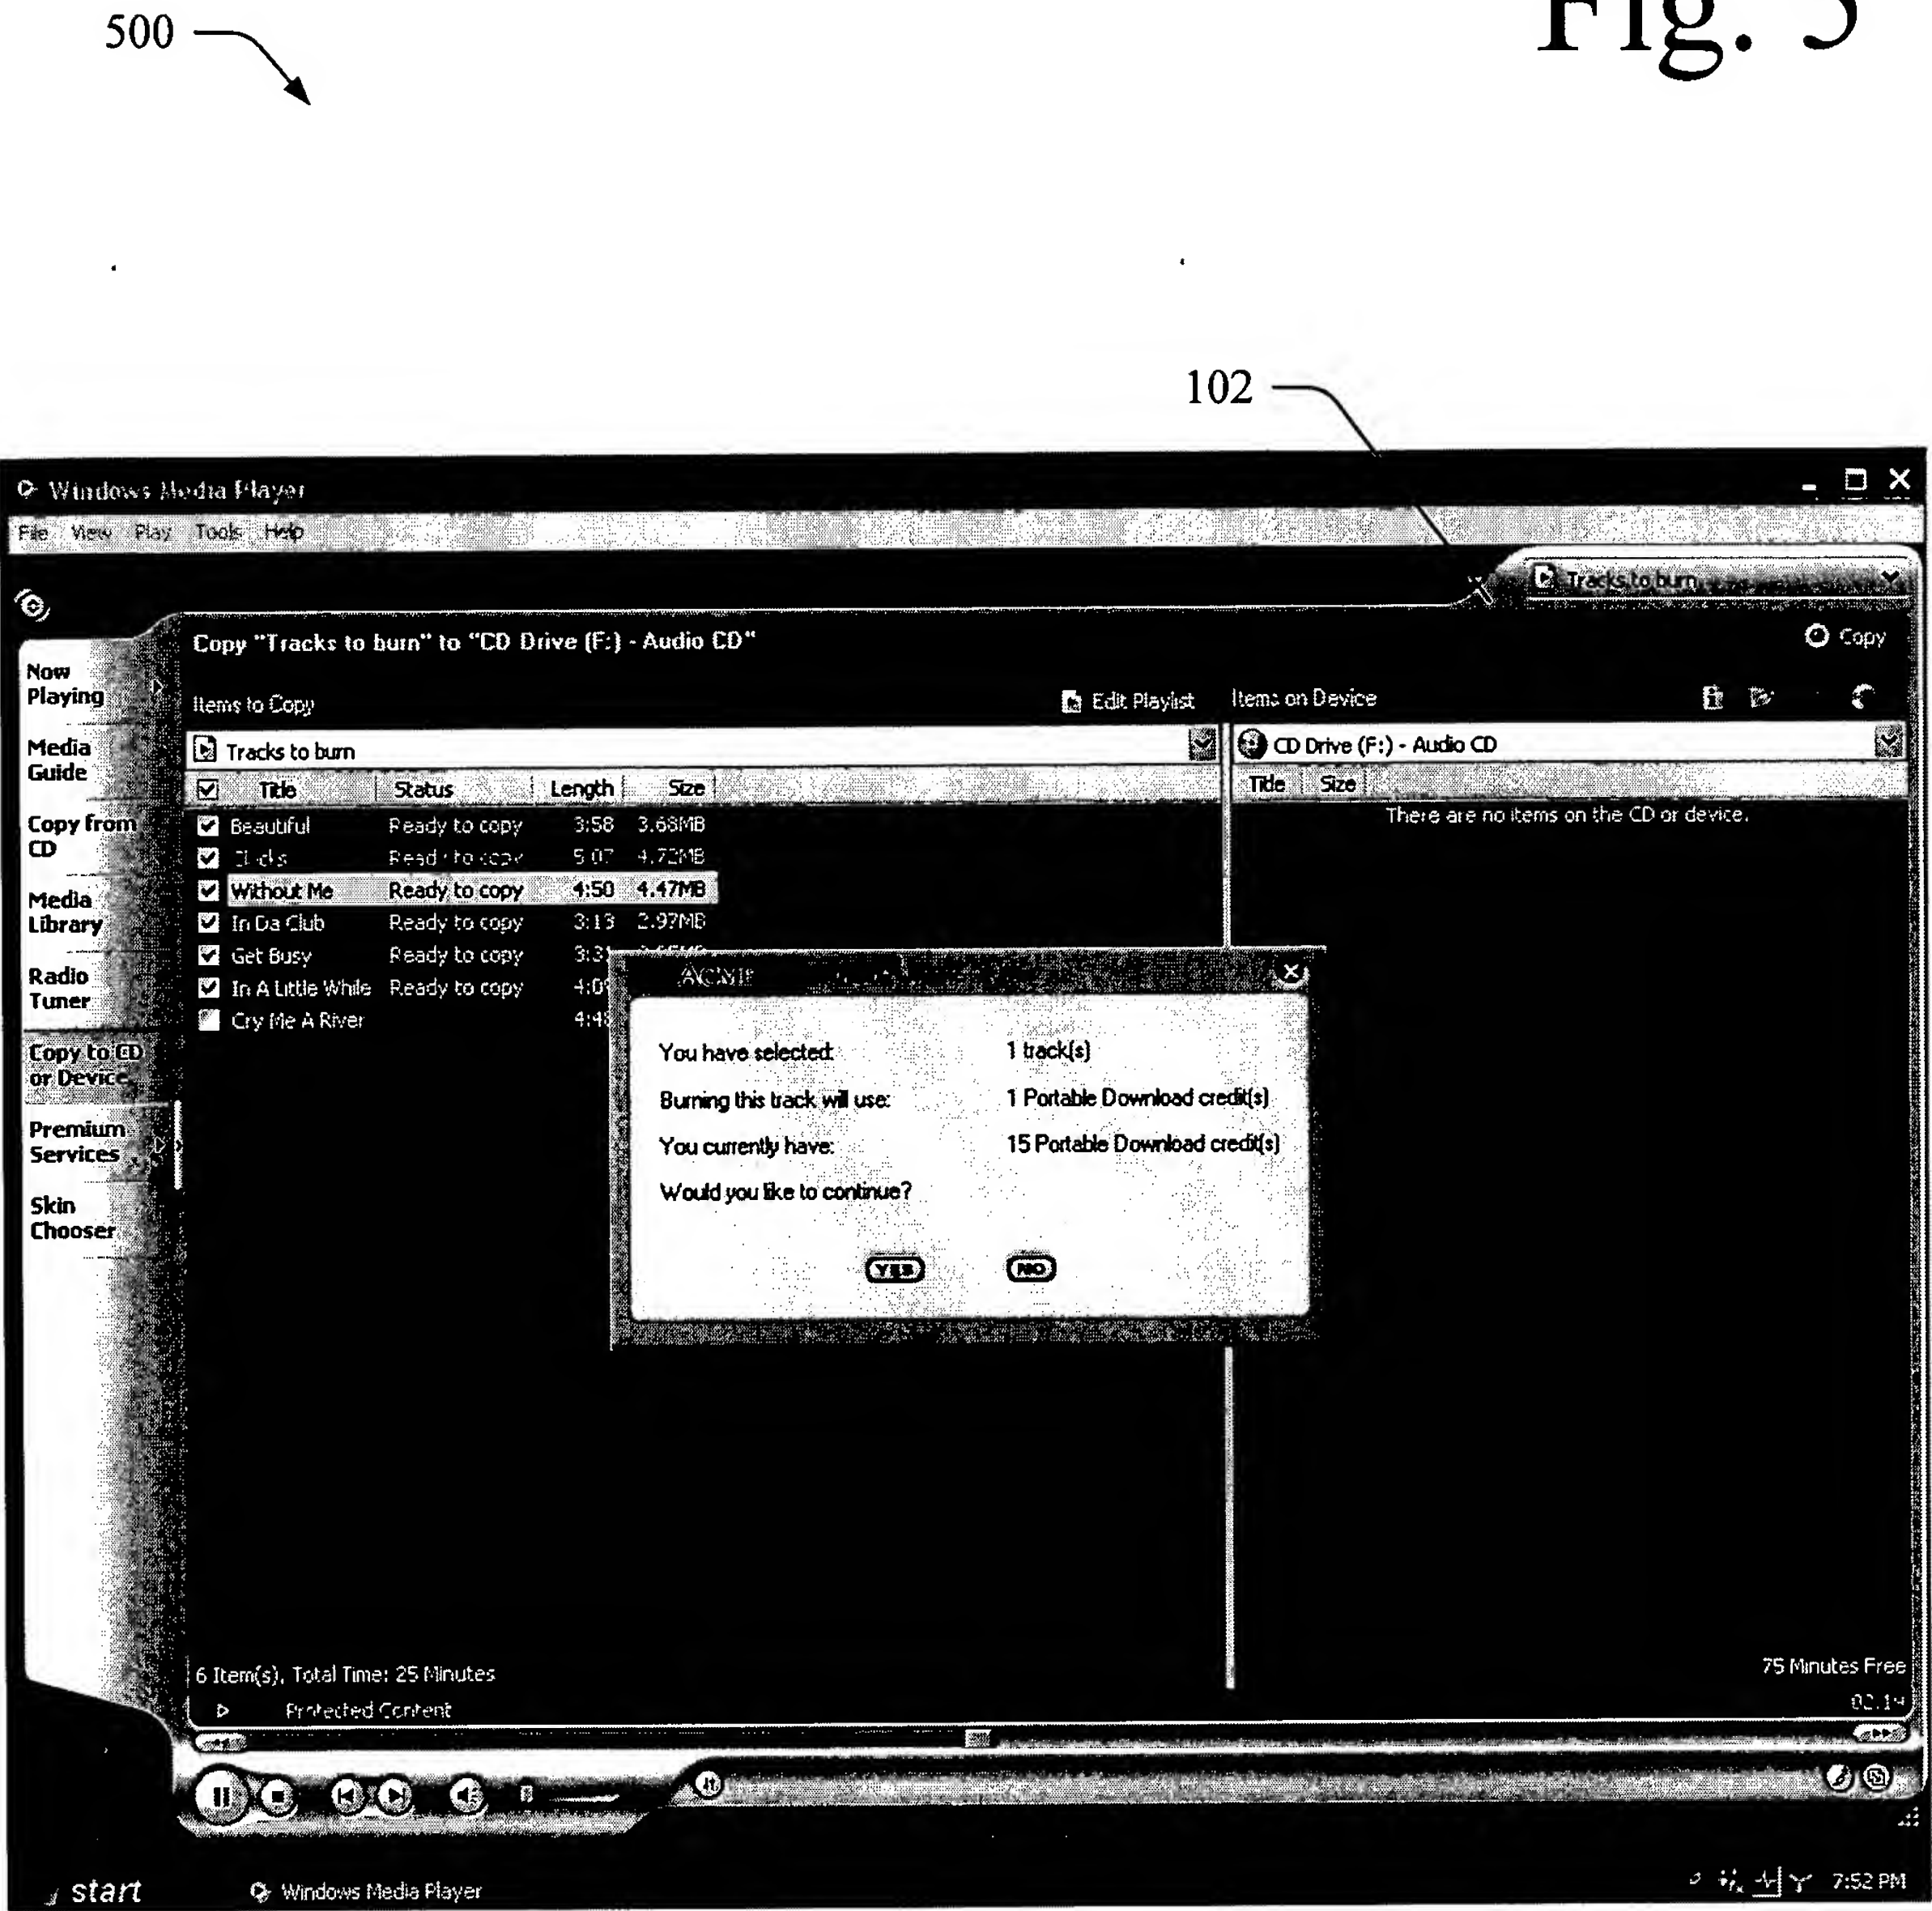 500
Fig. 5
102
Windows Media Player
File View Play Tools Help
Tracks to burn
Copy "Tracks to burn" to "CD Drive (F:) - Audio CD"
Copy
Now Playing
Media Guide
Copy from CD
Media Library
Radio Tuner
Copy to CD or Device
Premium Services
Skin Chooser
Items to Copy
Edit Playlist
Items on Device
Tracks to burn
CD Drive (F:) - Audio CD
Title Status Length Size
Title Size
There are no items on the CD or device.
Beautiful Ready to copy 3:58 3.68MB
Ready to copy 5:07 4.72MB
Without Me Ready to copy 4:50 4.47MB
In Da Club Ready to copy 3:13 2.97MB
Get Busy Ready to copy
In A Little While Ready to copy
Cry Me A River
ACME
You have selected: 1 track(s)
Burning this track will use: 1 Portable Download credit(s)
You currently have: 15 Portable Download credit(s)
Would you like to continue?
YES NO
6 Item(s), Total Time: 25 Minutes
75 Minutes Free
Protected Content
02:19
start
Windows Media Player
7:52 PM